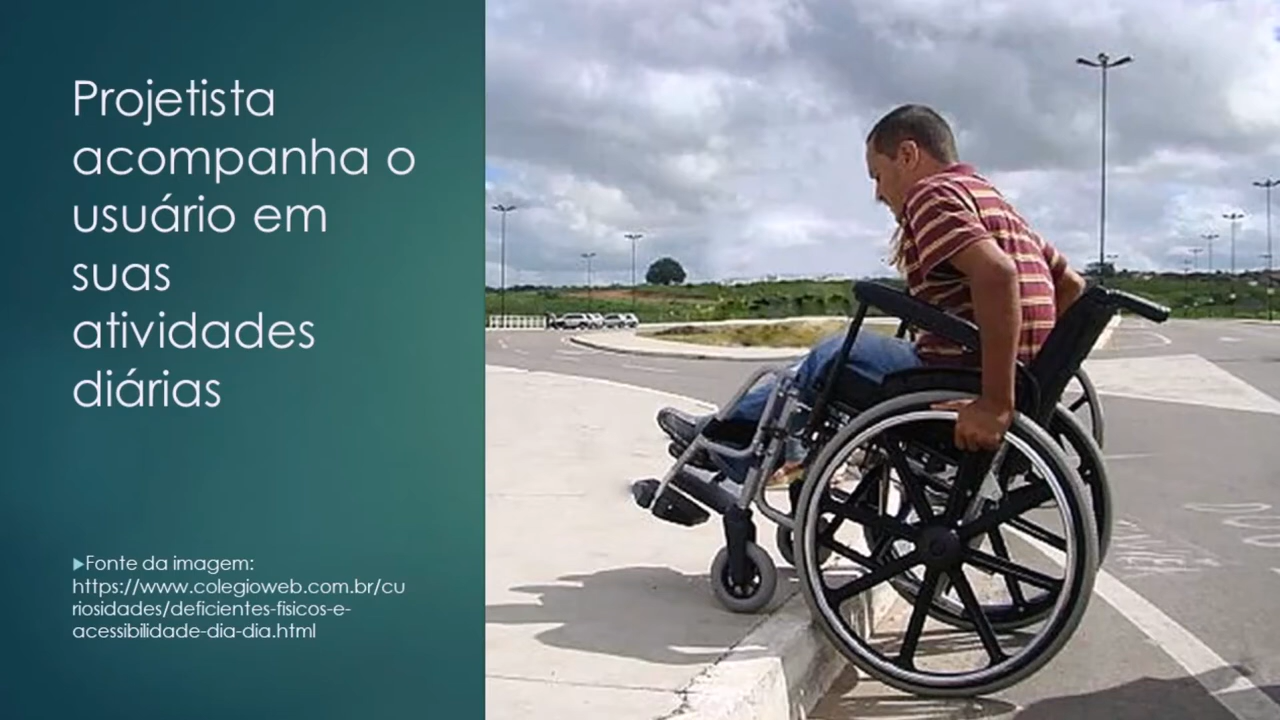 Projetista
acompanha o
usuário em
suas
atividades
diárias
▶Fonte da imagem:
https://www.colegioweb.com.br/cu
riosidades/deficientes-fisicos-e-
acessibilidade-dia-dia.html